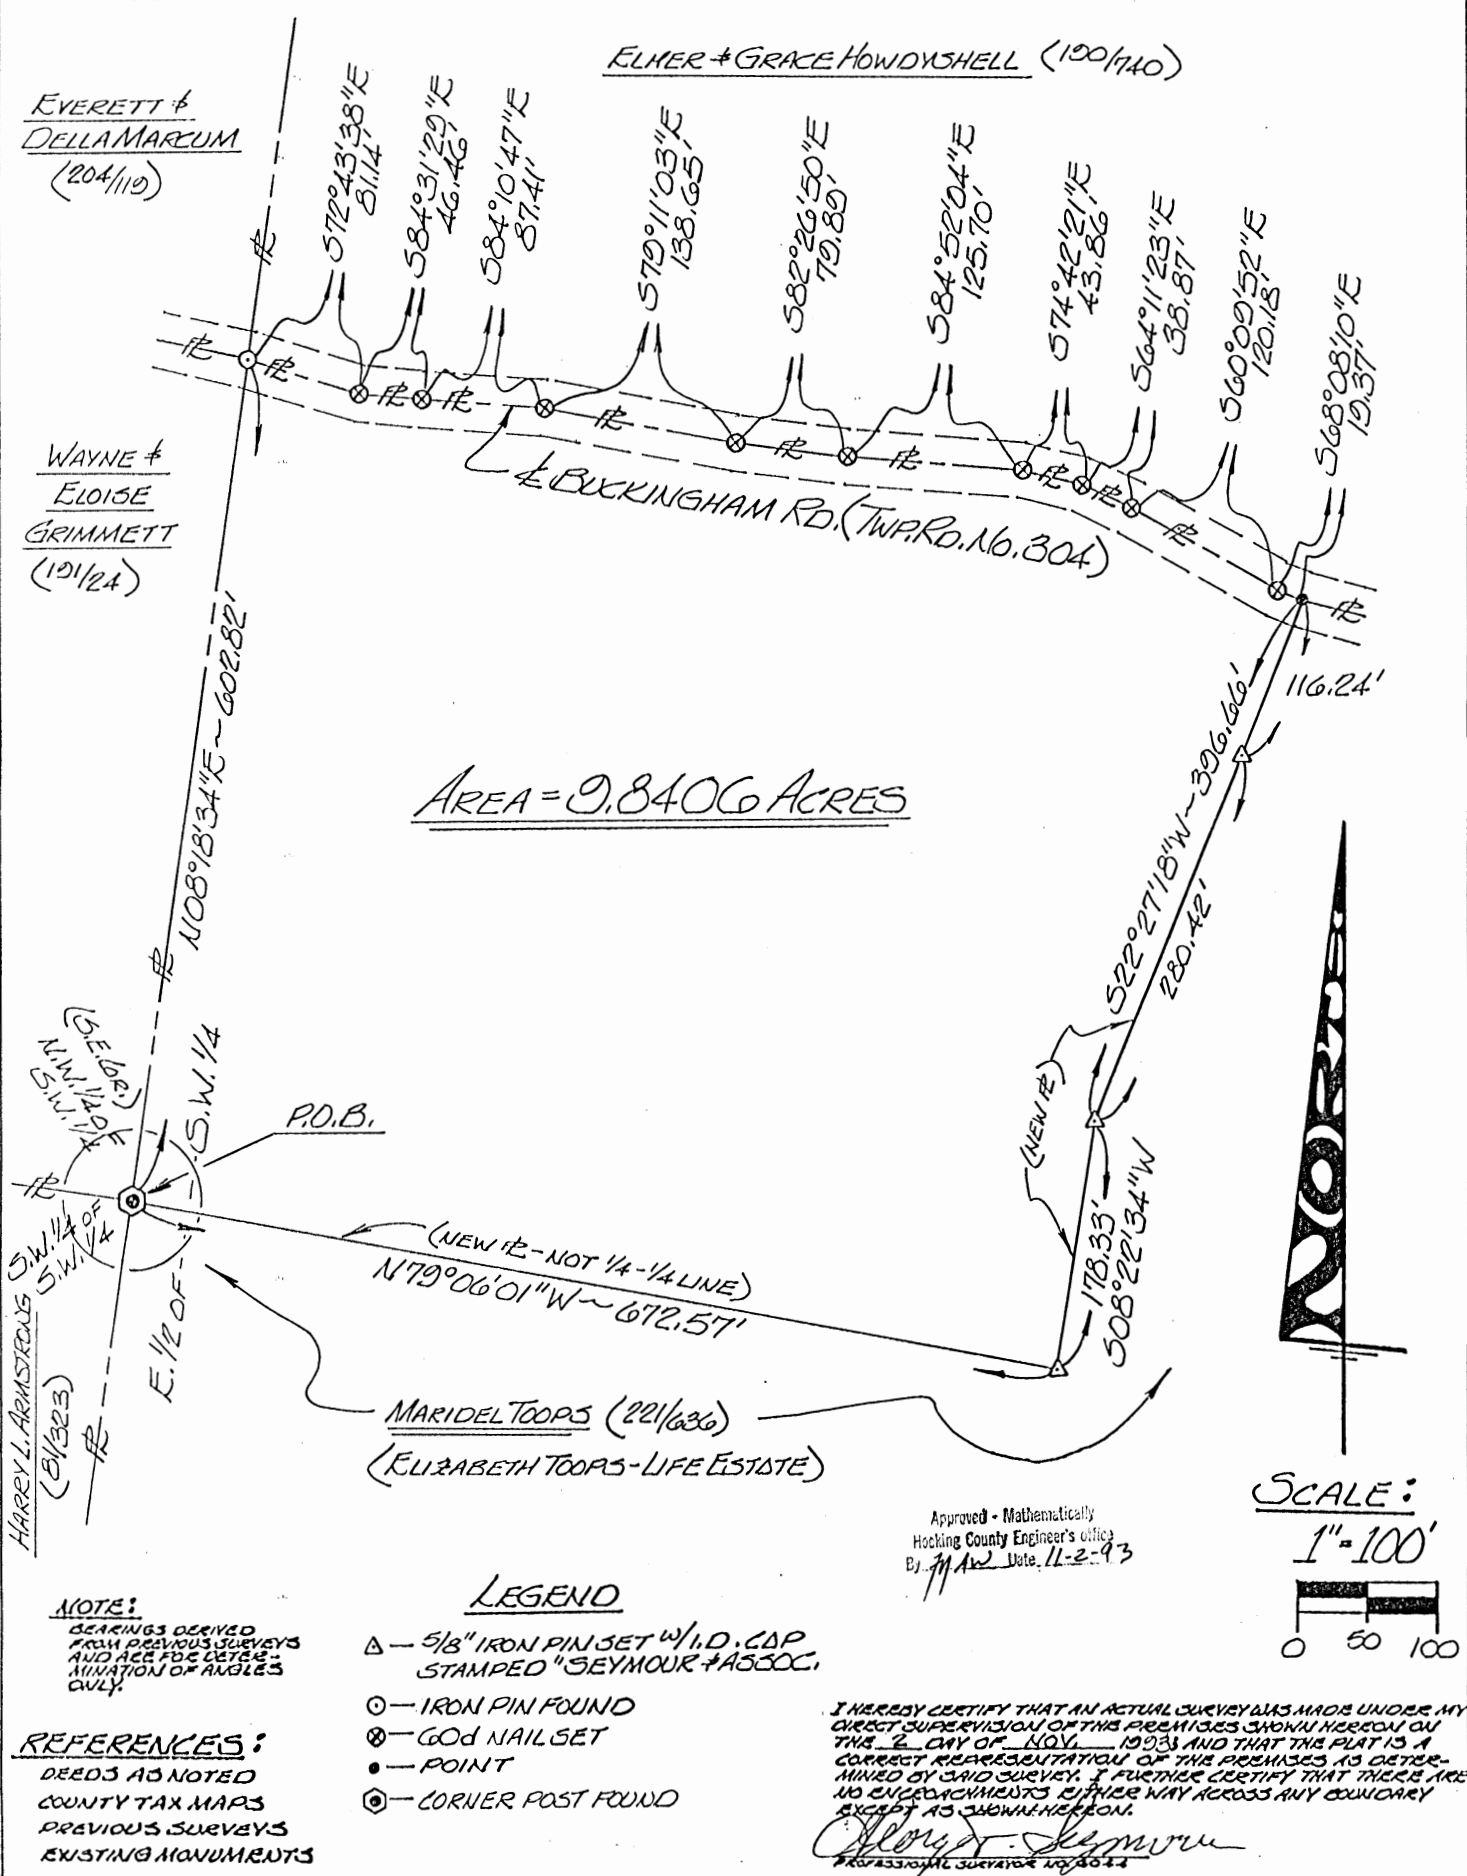 ELMER & GRACE HOWDYSHELL (190/740)
EVERETT &
DELLA MARCUM
(204/119)
S72°43'38"E
81.14'
S84°31'29"E
46.46'
S84°10'47"E
87.41'
S79°11'03"E
138.65'
S82°26'50"E
79.89'
S84°52'04"E
125.70'
S74°42'21"E
43.86'
S64°11'23"E
38.87'
S60°09'52"E
120.18'
S68°08'10"E
19.37'
WAYNE &
ELOISE
GRIMMETT
(191/24)
℄ BUCKINGHAM RD. (TWP. RD. NO. 304)
N08°18'34"E ~ 602.82'
116.24'
S22°27'18"W ~ 396.66'
280.42'
AREA = 9.8406 ACRES
(S.E. COR.)
N.W. 1/4 OF
S.W. 1/4
E. 1/2 OF S.W. 1/4
P.O.B.
S.W. 1/4 OF
S.W. 1/4
(NEW PL)
178.33'
S08°22'34"W
(NEW PL - NOT 1/4-1/4 LINE)
N79°06'01"W ~ 672.57'
HARRY L. ARMSTRONG
(81/323)
MARIDEL TOOPS (221/636)
(ELIZABETH TOOPS - LIFE ESTATE)
NORTH
Approved - Mathematically
Hocking County Engineer's office
By MAW Date 11-2-93
SCALE:
1"=100'
0 50 100
NOTE:
BEARINGS DERIVED
FROM PREVIOUS SURVEYS
AND ARE FOR DETER-
MINATION OF ANGLES
ONLY.
LEGEND
5/8" IRON PIN SET W/I.D. CAP
STAMPED "SEYMOUR & ASSOC.
IRON PIN FOUND
60d NAIL SET
POINT
CORNER POST FOUND
REFERENCES:
DEEDS AS NOTED
COUNTY TAX MAPS
PREVIOUS SURVEYS
EXISTING MONUMENTS
I HEREBY CERTIFY THAT AN ACTUAL SURVEY WAS MADE UNDER MY
DIRECT SUPERVISION OF THE PREMISES SHOWN HEREON ON
THE 2 DAY OF NOV. 1993 AND THAT THE PLAT IS A
CORRECT REPRESENTATION OF THE PREMISES AS DETER-
MINED BY SAID SURVEY. I FURTHER CERTIFY THAT THERE ARE
NO ENCROACHMENTS EITHER WAY ACROSS ANY BOUNDARY
EXCEPT AS SHOWN HEREON.
George F. Seymour
PROFESSIONAL SURVEYOR NO.